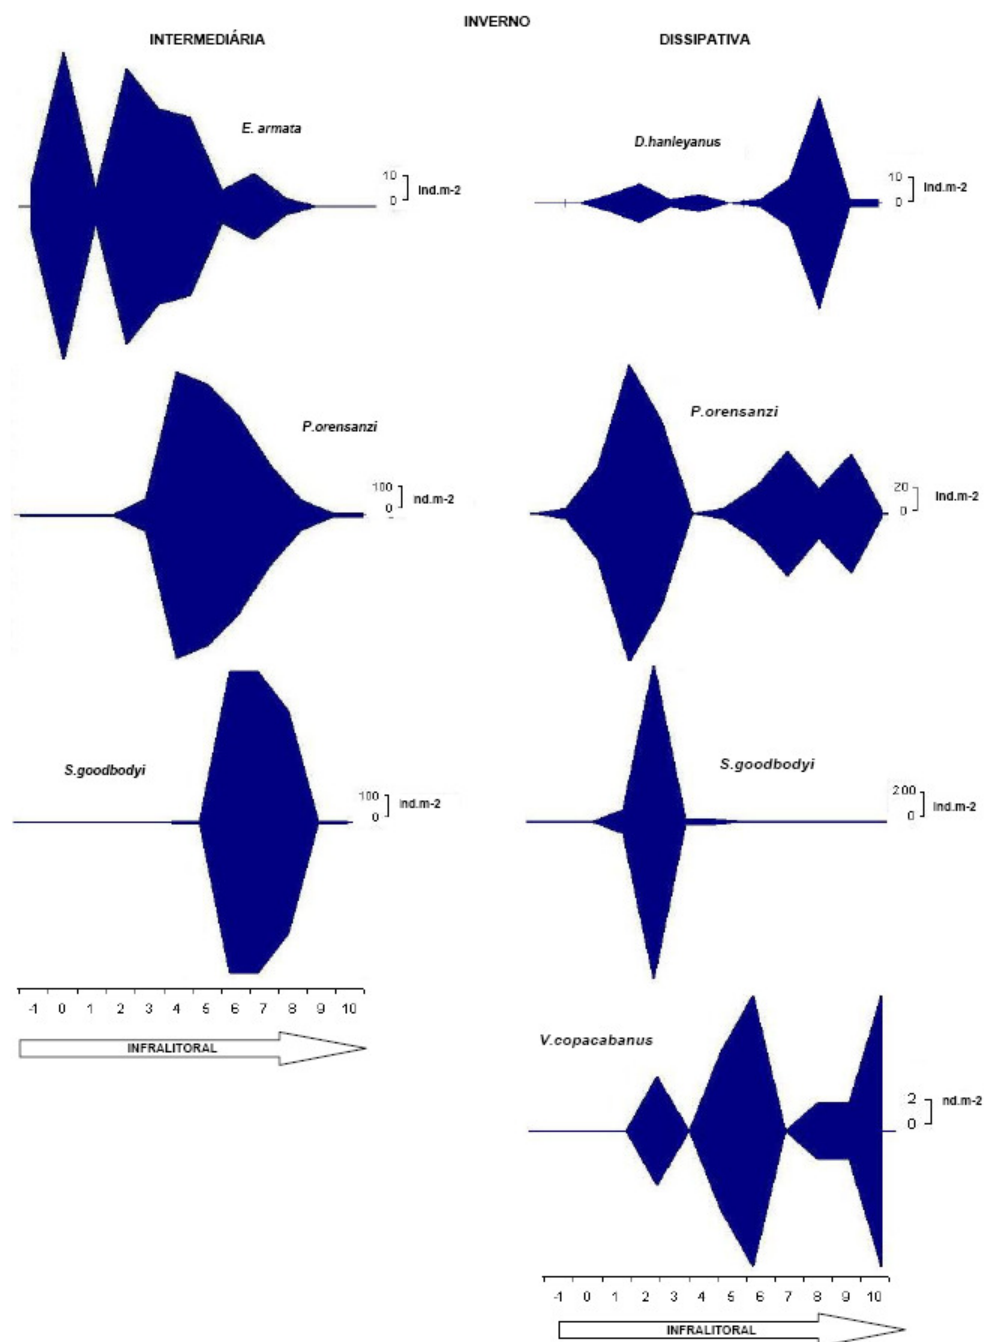 INVERNO
INTERMEDIÁRIA
DISSIPATIVA
E. armata
10
0
Ind.m-2
D.hanleyanus
10
0
Ind.m-2
P.orensanzi
100
0
nd.m-2
P.orensanzi
20
0
Ind.m-2
S.goodbodyi
100
0
Ind.m-2
S.goodbodyi
200
0
Ind.m-2
-1 0 1 2 3 4 5 6 7 8 9 10
INFRALITORAL
V.copacabanus
2
0
nd.m-2
-1 0 1 2 3 4 5 6 7 8 9 10
INFRALITORAL